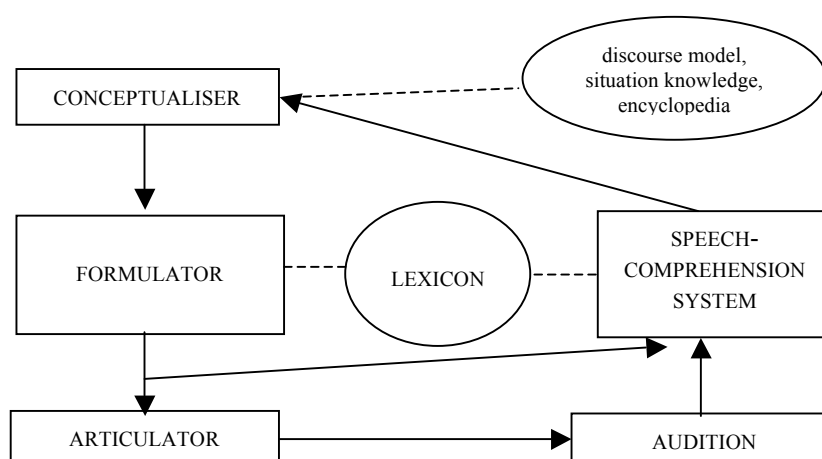 discourse model,
situation knowledge,
encyclopedia
CONCEPTUALISER
FORMULATOR
LEXICON
SPEECH-
COMPREHENSION
SYSTEM
ARTICULATOR
AUDITION